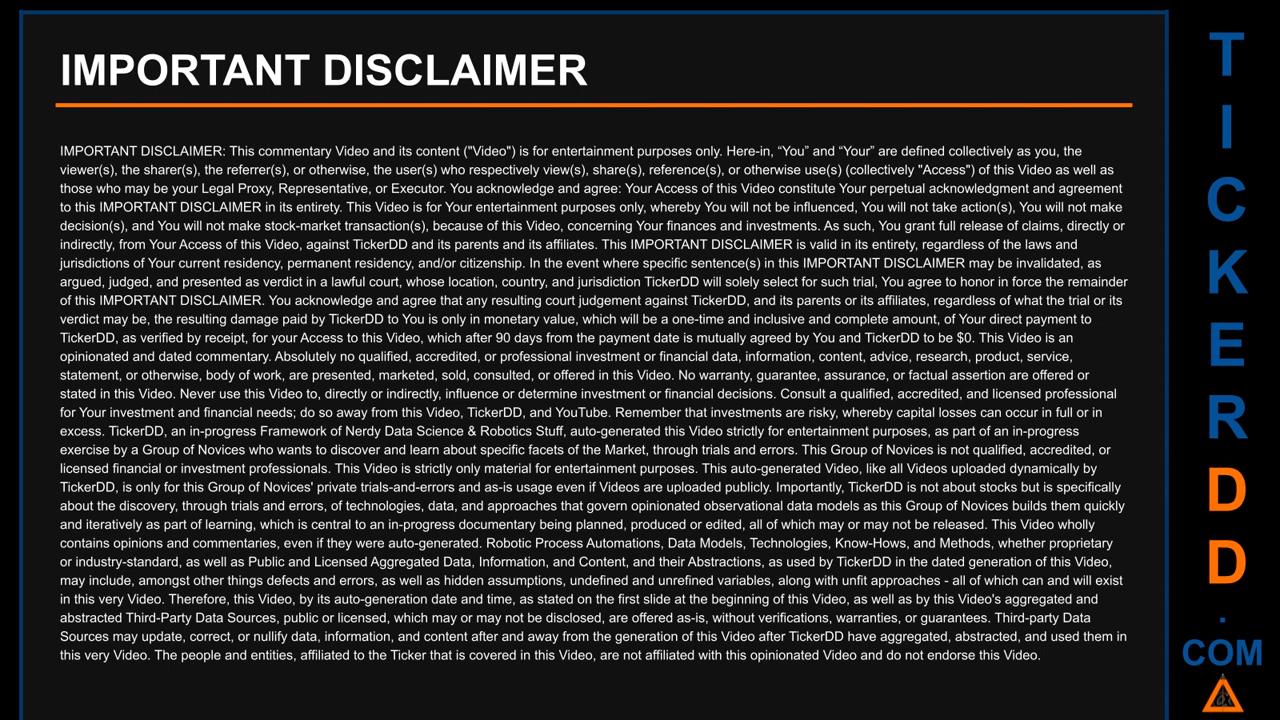 IMPORTANT DISCLAIMER
IMPORTANT DISCLAIMER: This commentary Video and its content ("Video") is for entertainment purposes only. Here-in, “You” and “Your” are defined collectively as you, the
viewer(s), the sharer(s), the referrer(s), or otherwise, the user(s) who respectively view(s), share(s), reference(s), or otherwise use(s) (collectively "Access") of this Video as well as
those who may be your Legal Proxy, Representative, or Executor. You acknowledge and agree: Your Access of this Video constitute Your perpetual acknowledgment and agreement
to this IMPORTANT DISCLAIMER in its entirety. This Video is for Your entertainment purposes only, whereby You will not be influenced, You will not take action(s), You will not make
decision(s), and You will not make stock-market transaction(s), because of this Video, concerning Your finances and investments. As such, You grant full release of claims, directly or
indirectly, from Your Access of this Video, against TickerDD and its parents and its affiliates. This IMPORTANT DISCLAIMER is valid in its entirety, regardless of the laws and
jurisdictions of Your current residency, permanent residency, and/or citizenship. In the event where specific sentence(s) in this IMPORTANT DISCLAIMER may be invalidated, as
argued, judged, and presented as verdict in a lawful court, whose location, country, and jurisdiction TickerDD will solely select for such trial, You agree to honor in force the remainder
of this IMPORTANT DISCLAIMER. You acknowledge and agree that any resulting court judgement against TickerDD, and its parents or its affiliates, regardless of what the trial or its
verdict may be, the resulting damage paid by TickerDD to You is only in monetary value, which will be a one-time and inclusive and complete amount, of Your direct payment to
TickerDD, as verified by receipt, for your Access to this Video, which after 90 days from the payment date is mutually agreed by You and TickerDD to be $0. This Video is an
opinionated and dated commentary. Absolutely no qualified, accredited, or professional investment or financial data, information, content, advice, research, product, service,
statement, or otherwise, body of work, are presented, marketed, sold, consulted, or offered in this Video. No warranty, guarantee, assurance, or factual assertion are offered or
stated in this Video. Never use this Video to, directly or indirectly, influence or determine investment or financial decisions. Consult a qualified, accredited, and licensed professional
for Your investment and financial needs; do so away from this Video, TickerDD, and YouTube. Remember that investments are risky, whereby capital losses can occur in full or in
excess. TickerDD, an in-progress Framework of Nerdy Data Science & Robotics Stuff, auto-generated this Video strictly for entertainment purposes, as part of an in-progress
exercise by a Group of Novices who wants to discover and learn about specific facets of the Market, through trials and errors. This Group of Novices is not qualified, accredited, or
licensed financial or investment professionals. This Video is strictly only material for entertainment purposes. This auto-generated Video, like all Videos uploaded dynamically by
TickerDD, is only for this Group of Novices' private trials-and-errors and as-is usage even if Videos are uploaded publicly. Importantly, TickerDD is not about stocks but is specifically
about the discovery, through trials and errors, of technologies, data, and approaches that govern opinionated observational data models as this Group of Novices builds them quickly
and iteratively as part of learning, which is central to an in-progress documentary being planned, produced or edited, all of which may or may not be released. This Video wholly
contains opinions and commentaries, even if they were auto-generated. Robotic Process Automations, Data Models, Technologies, Know-Hows, and Methods, whether proprietary
or industry-standard, as well as Public and Licensed Aggregated Data, Information, and Content, and their Abstractions, as used by TickerDD in the dated generation of this Video,
may include, amongst other things defects and errors, as well as hidden assumptions, undefined and unrefined variables, along with unfit approaches - all of which can and will exist
in this very Video. Therefore, this Video, by its auto-generation date and time, as stated on the first slide at the beginning of this Video, as well as by this Video's aggregated and
abstracted Third-Party Data Sources, public or licensed, which may or may not be disclosed, are offered as-is, without verifications, warranties, or guarantees. Third-party Data
Sources may update, correct, or nullify data, information, and content after and away from the generation of this Video after TickerDD have aggregated, abstracted, and used them in
this very Video. The people and entities, affiliated to the Ticker that is covered in this Video, are not affiliated with this opinionated Video and do not endorse this Video.
T
I
C
K
E
R
D
D
.
COM